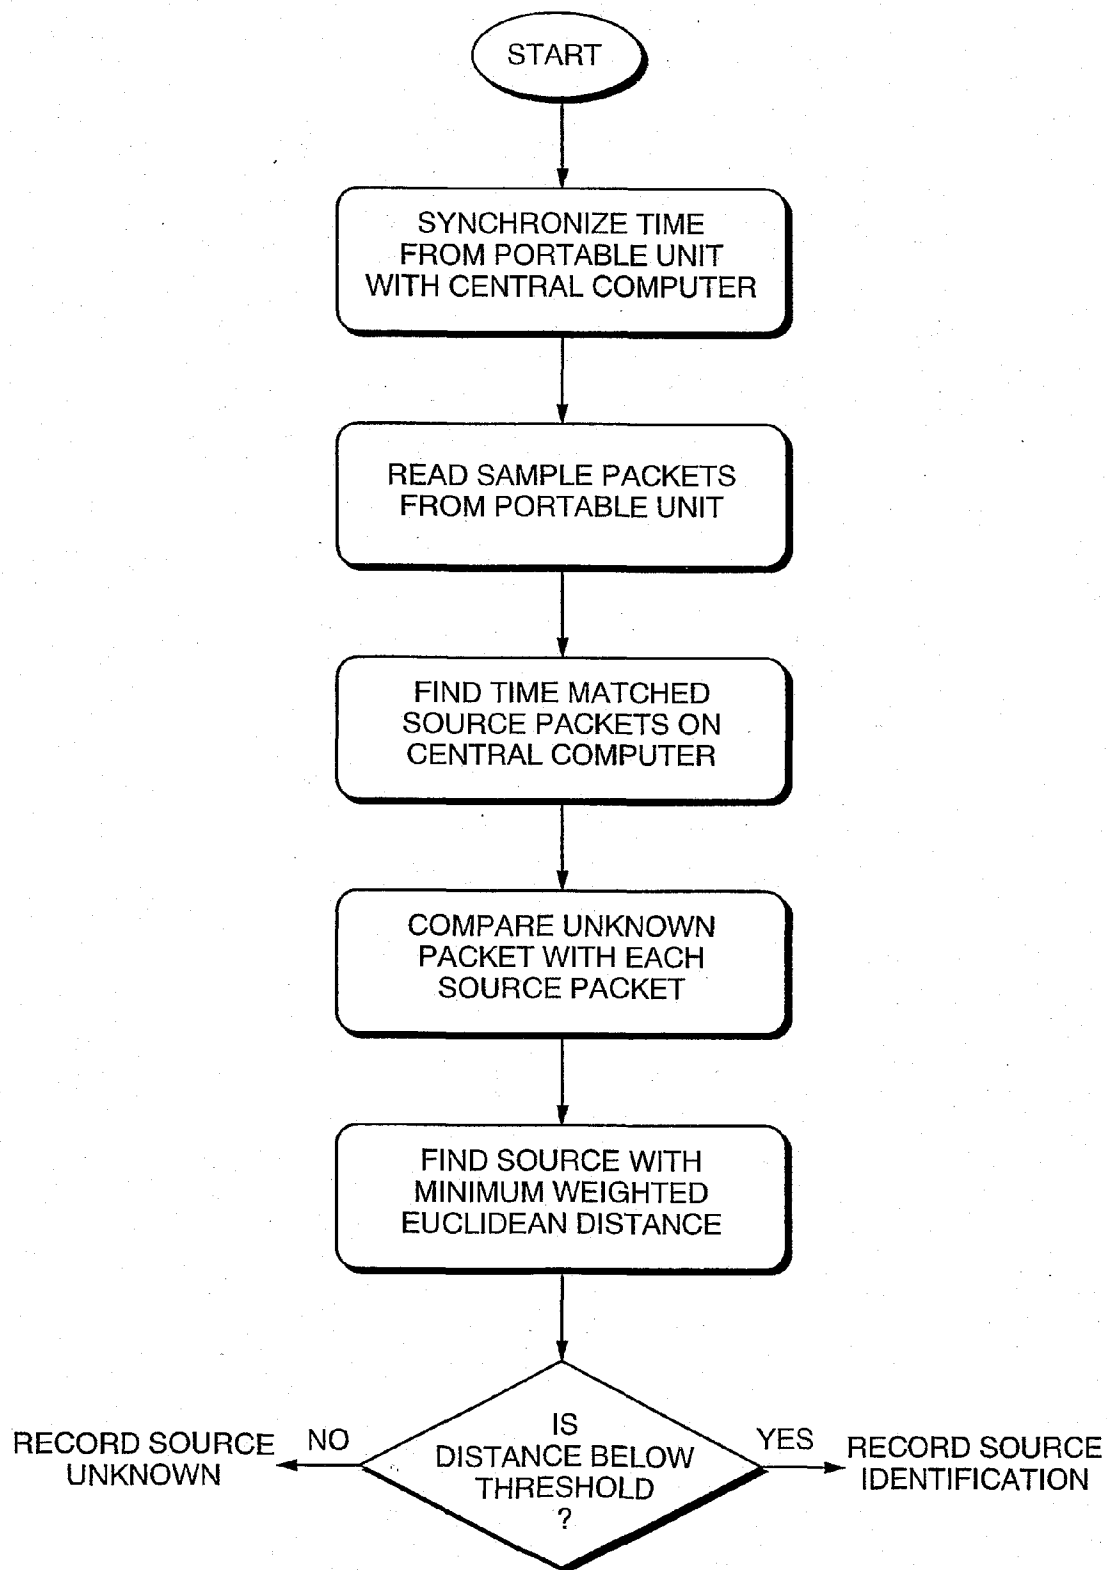 START
SYNCHRONIZE TIME
FROM PORTABLE UNIT
WITH CENTRAL COMPUTER
READ SAMPLE PACKETS
FROM PORTABLE UNIT
FIND TIME MATCHED
SOURCE PACKETS ON
CENTRAL COMPUTER
COMPARE UNKNOWN
PACKET WITH EACH
SOURCE PACKET
FIND SOURCE WITH
MINIMUM WEIGHTED
EUCLIDEAN DISTANCE
IS
DISTANCE BELOW
THRESHOLD
?
NO
RECORD SOURCE
UNKNOWN
YES
RECORD SOURCE
IDENTIFICATION